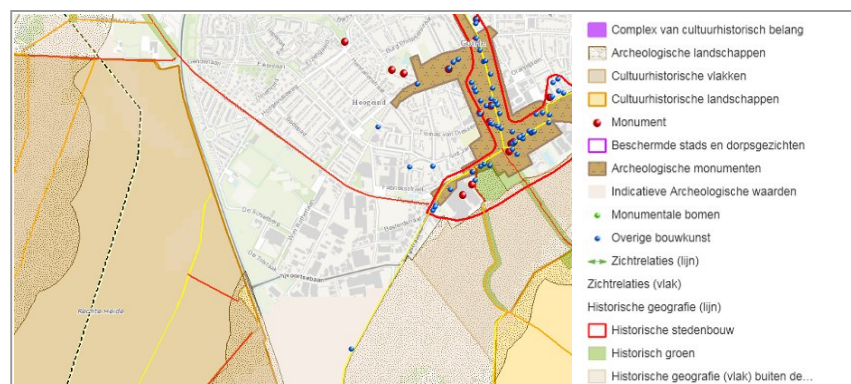 Complex van cultuurhistorisch belang
Archeologische landschappen
Cultuurhistorische vlakken
Cultuurhistorische landschappen
Monument
Beschermde stads en dorpsgezichten
Archeologische monumenten
Indicatieve Archeologische waarden
Monumentale bomen
Overige bouwkunst
Zichtrelaties (lijn)
Zichtrelaties (vlak)
Historische geografie (lijn)
Historische stedenbouw
Historisch groen
Historische geografie (vlak) buiten de...
Hoogeind
Rechte Heide